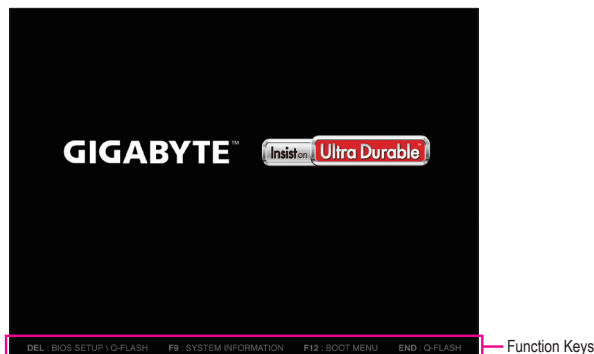 GIGABYTE™ Insist on Ultra Durable™
DEL : BIOS SETUP \ Q-FLASH F9 : SYSTEM INFORMATION F12 : BOOT MENU END : Q-FLASH
Function Keys